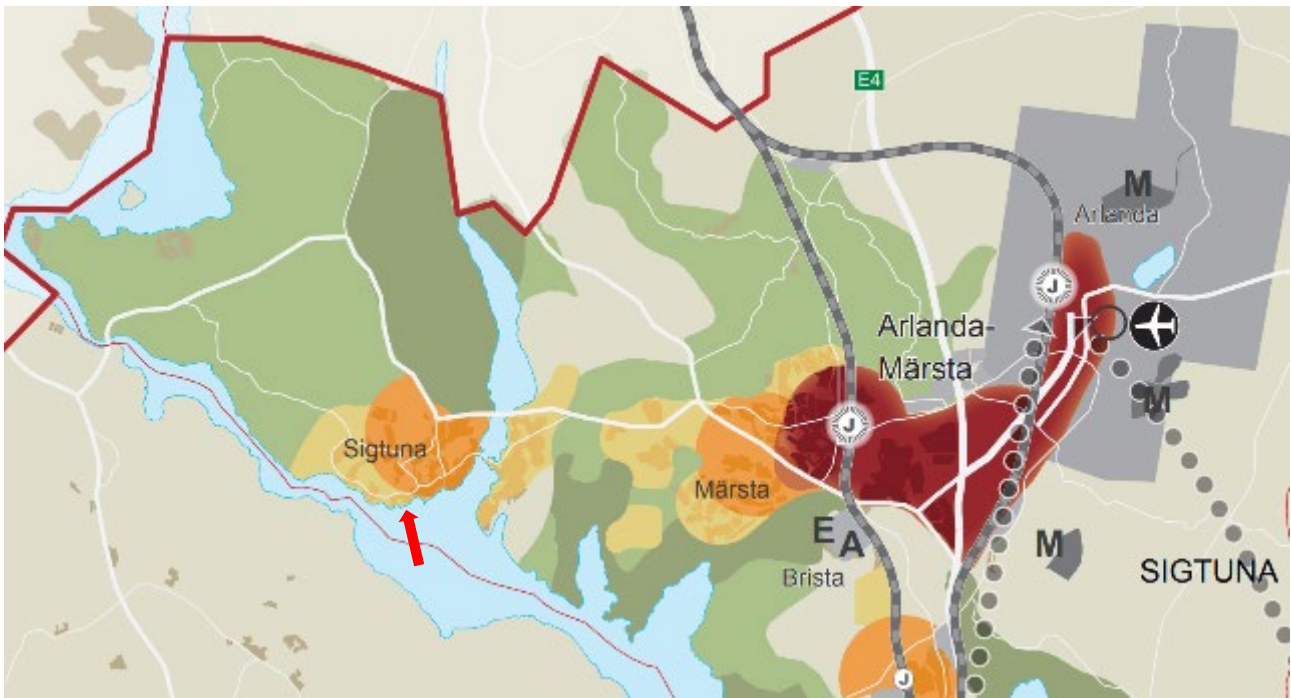 E4
M
Arlanda
J
Arlanda-
Märsta
Sigtuna
J
M
Märsta
E
A
M
Brista
SIGTUNA
J